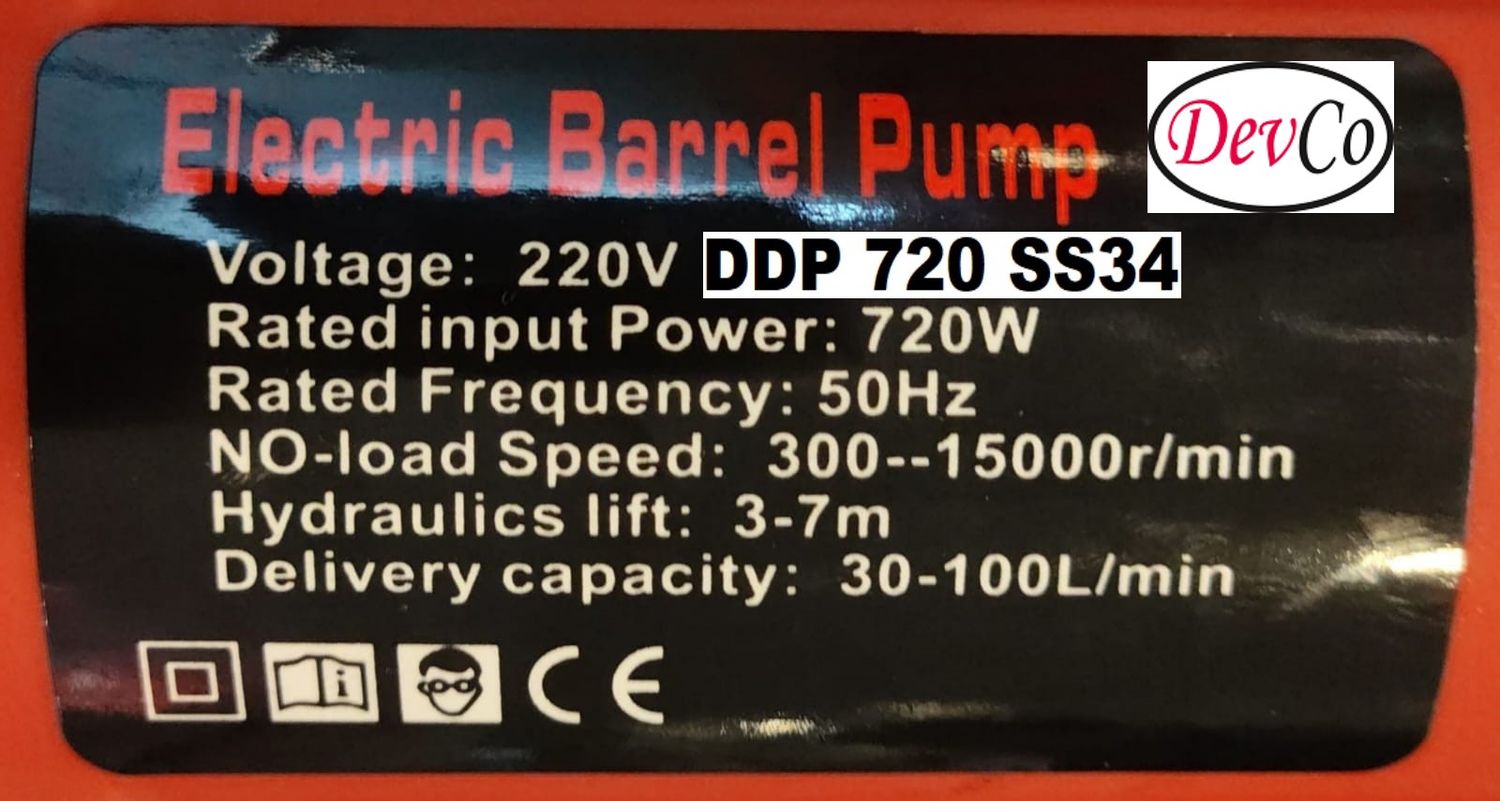 Electric Barrel Pump
DevCo
Voltage: 220V DDP 720 SS34
Rated input Power: 720W
Rated Frequency: 50Hz
NO-load Speed: 300--15000r/min
Hydraulics lift: 3-7m
Delivery capacity: 30-100L/min
i
CE